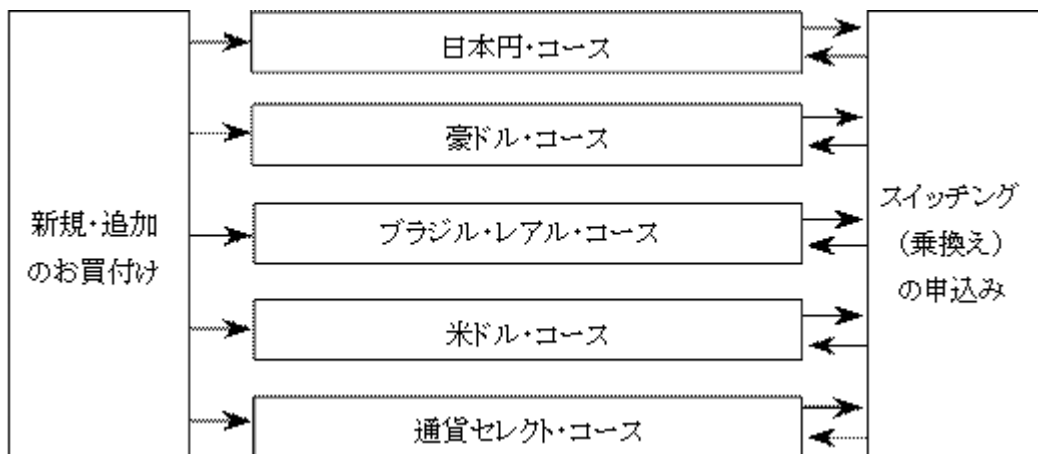 新規・追加
のお買付け
日本円・コース
豪ドル・コース
ブラジル・レアル・コース
米ドル・コース
通貨セレクト・コース
スイッチング
(乗換え)
の申込み